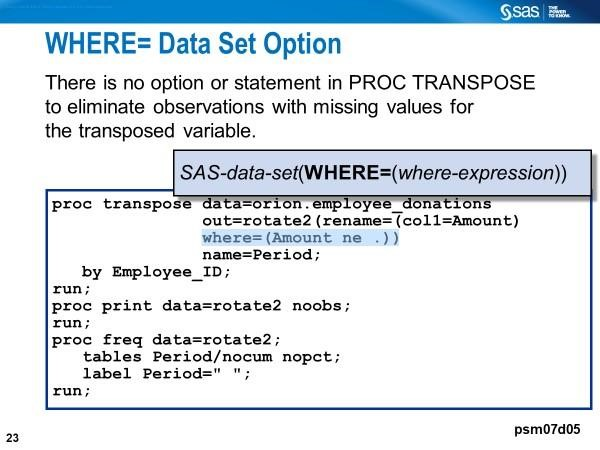 sas THE
POWER
TO KNOW.
WHERE= Data Set Option
There is no option or statement in PROC TRANSPOSE
to eliminate observations with missing values for
the transposed variable.
SAS-data-set(WHERE=(where-expression))
proc transpose data=orion.employee_donations
out=rotate2(rename=(col1=Amount)
where=(Amount ne .))
name=Period;
by Employee_ID;
run;
proc print data=rotate2 noobs;
run;
proc freq data=rotate2;
tables Period/nocum nopct;
label Period=" ";
run;
23
psm07d05